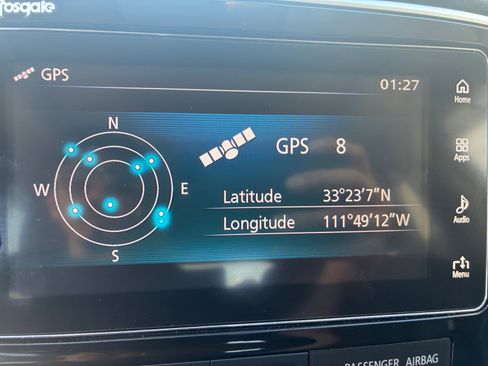 fosgate
GPS
01:27
Home
N
GPS 8
Apps
W
E
Latitude 33°23'7"N
Longitude 111°49'12"W
Audio
S
Menu
PASSENGER AIRBAG